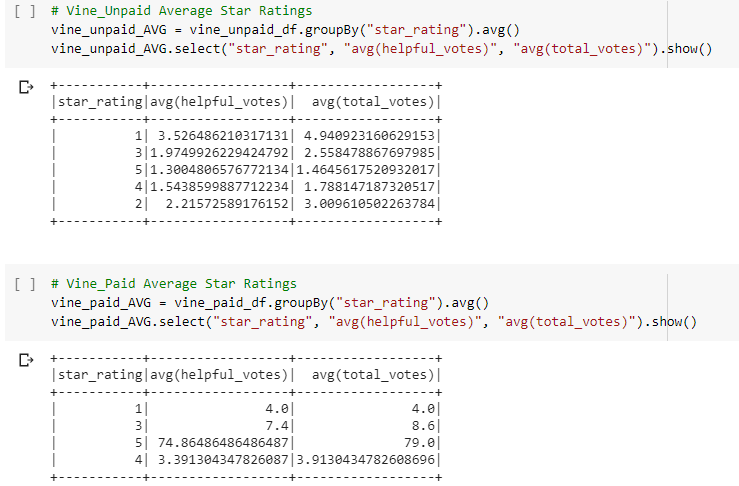 [ ] # Vine_Unpaid Average Star Ratings
vine_unpaid_AVG = vine_unpaid_df.groupBy("star_rating").avg()
vine_unpaid_AVG.select("star_rating", "avg(helpful_votes)", "avg(total_votes)").show()
+-----------+------------------+------------------+
|star_rating|avg(helpful_votes)|  avg(total_votes)|
+-----------+------------------+------------------+
|          1| 3.526486210317131| 4.940923160629153|
|          3|1.9749926229424792| 2.558478867697985|
|          5|1.3004806576772134|1.4645617520932017|
|          4|1.5438599887712234| 1.788147187320517|
|          2|  2.21572589176152| 3.009610502263784|
+-----------+------------------+------------------+
[ ] # Vine_Paid Average Star Ratings
vine_paid_AVG = vine_paid_df.groupBy("star_rating").avg()
vine_paid_AVG.select("star_rating", "avg(helpful_votes)", "avg(total_votes)").show()
+-----------+------------------+------------------+
|star_rating|avg(helpful_votes)|  avg(total_votes)|
+-----------+------------------+------------------+
|          1|               4.0|               4.0|
|          3|               7.4|               8.6|
|          5| 74.86486486486487|              79.0|
|          4| 3.391304347826087|3.9130434782608696|
+-----------+------------------+------------------+